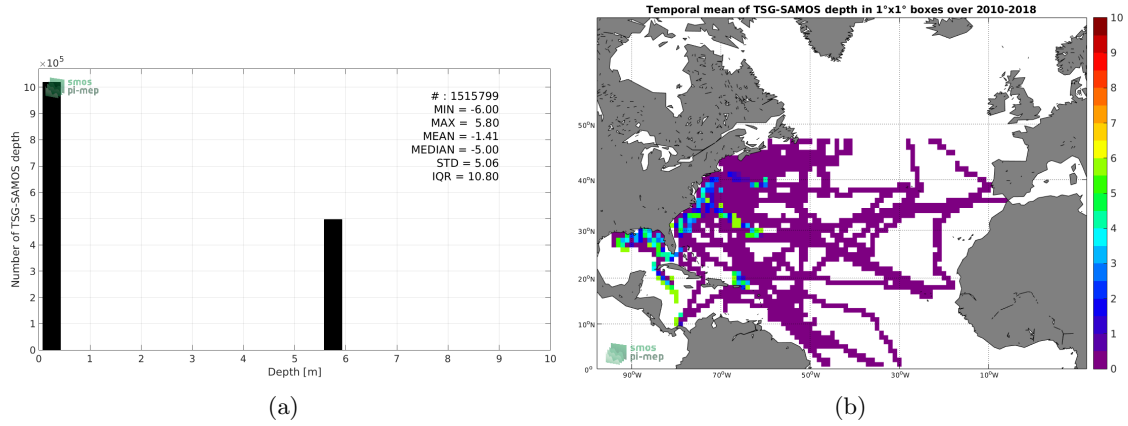 ×10⁵
smos
pi-mep
# : 1515799
MIN = -6.00
MAX = 5.80
MEAN = -1.41
MEDIAN = -5.00
STD = 5.06
IQR = 10.80
Number of TSG-SAMOS depth
10
9
8
7
6
5
4
3
2
1
0
0 1 2 3 4 5 6 7 8 9 10
Depth [m]
(a)
Temporal mean of TSG-SAMOS depth in 1°x1° boxes over 2010-2018
50°N
40°N
30°N
20°N
10°N
0°
90°W 70°W 50°W 30°W 10°W
smos
pi-mep
10
9
8
7
6
5
4
3
2
1
0
(b)